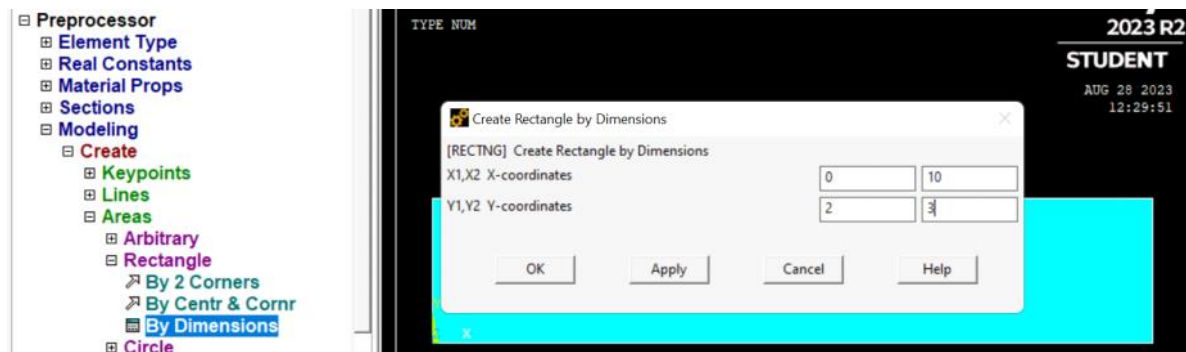 Preprocessor
Element Type
Real Constants
Material Props
Sections
Modeling
Create
Keypoints
Lines
Areas
Arbitrary
Rectangle
By 2 Corners
By Centr & Cornr
By Dimensions
Circle
TYPE NUM
2023 R2
STUDENT
AUG 28 2023
12:29:51
Create Rectangle by Dimensions
[RECTNG] Create Rectangle by Dimensions
X1,X2 X-coordinates 0 10
Y1,Y2 Y-coordinates 2 3
OK Apply Cancel Help
X